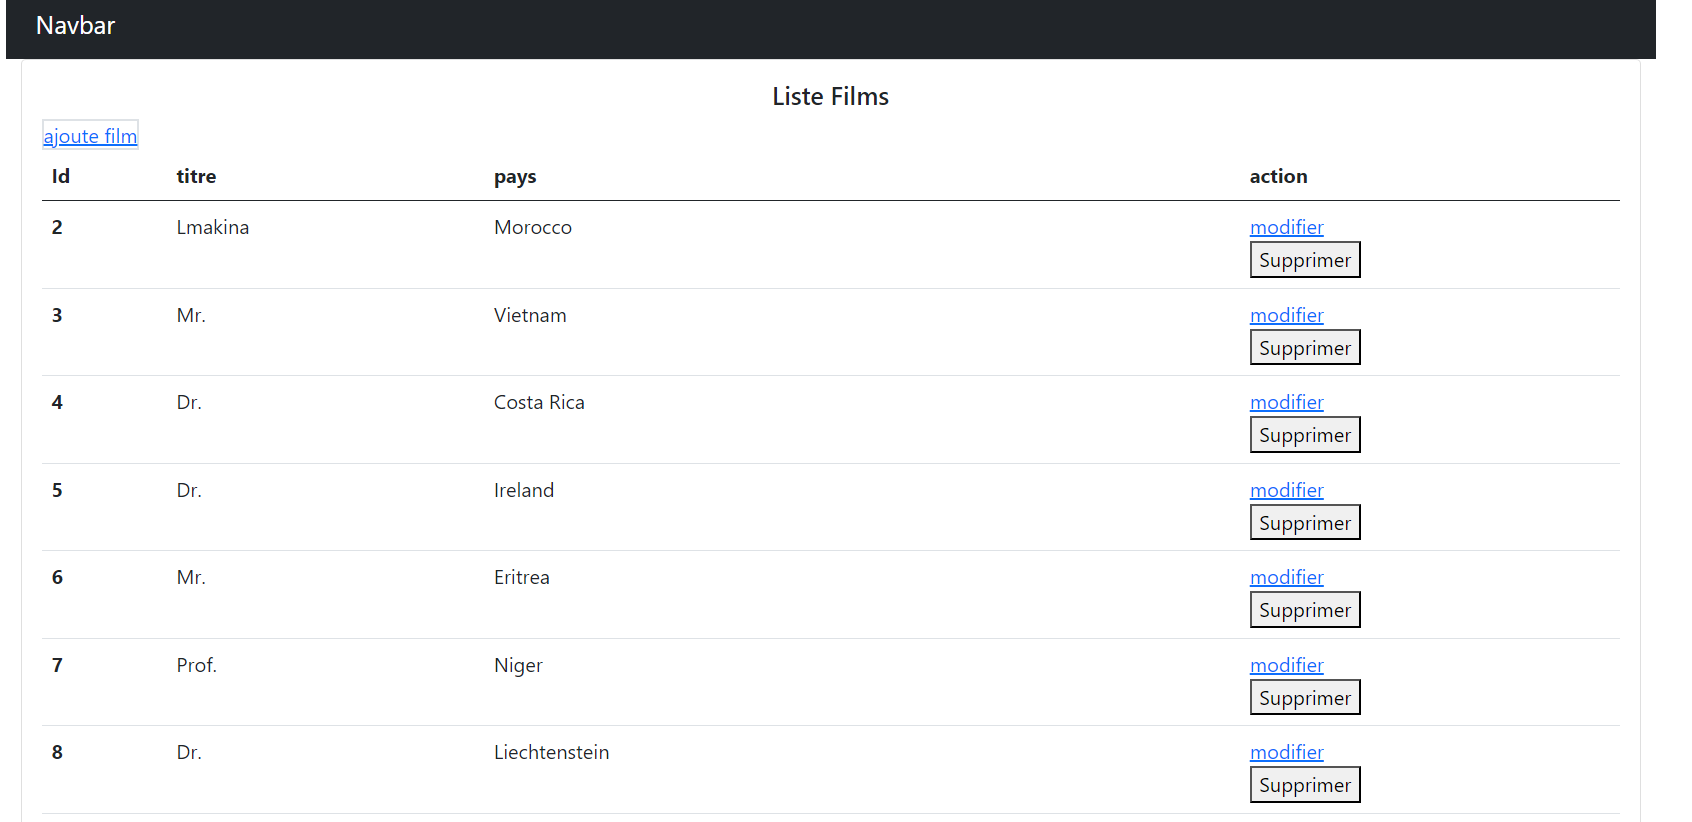 Navbar
Liste Films
ajoute film
Id titre pays action
2 Lmakina Morocco modifier
Supprimer
3 Mr. Vietnam modifier
Supprimer
4 Dr. Costa Rica modifier
Supprimer
5 Dr. Ireland modifier
Supprimer
6 Mr. Eritrea modifier
Supprimer
7 Prof. Niger modifier
Supprimer
8 Dr. Liechtenstein modifier
Supprimer